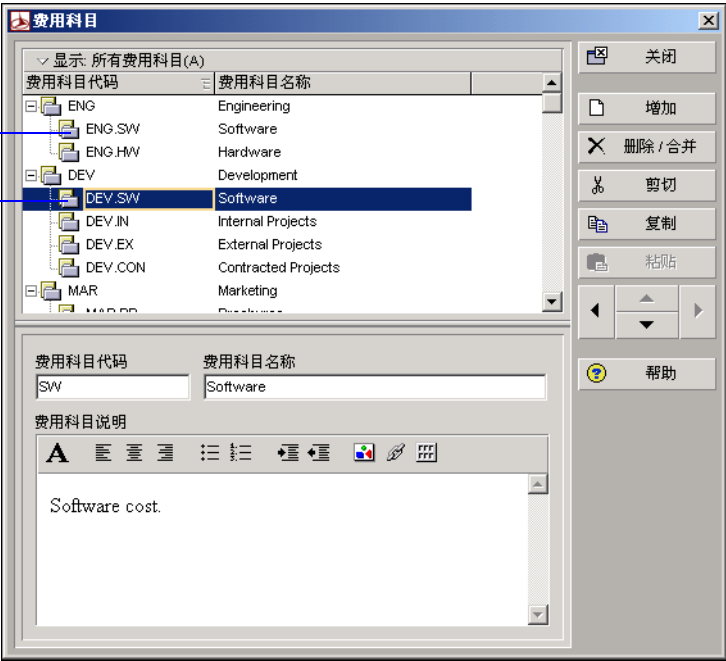 费用科目
显示: 所有费用科目(A)
费用科目代码 费用科目名称
ENG Engineering
ENG.SW Software
ENG.HW Hardware
DEV Development
DEV.SW Software
DEV.IN Internal Projects
DEV.EX External Projects
DEV.CON Contracted Projects
MAR Marketing
费用科目代码 费用科目名称
SW Software
费用科目说明
A
Software cost.
关闭
增加
删除 / 合并
剪切
复制
粘贴
帮助